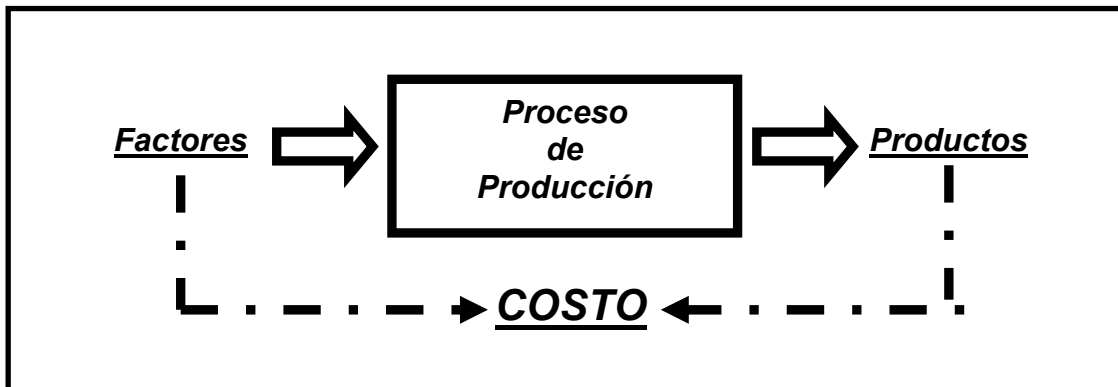 Factores
Proceso
de
Producción
Productos
COSTO